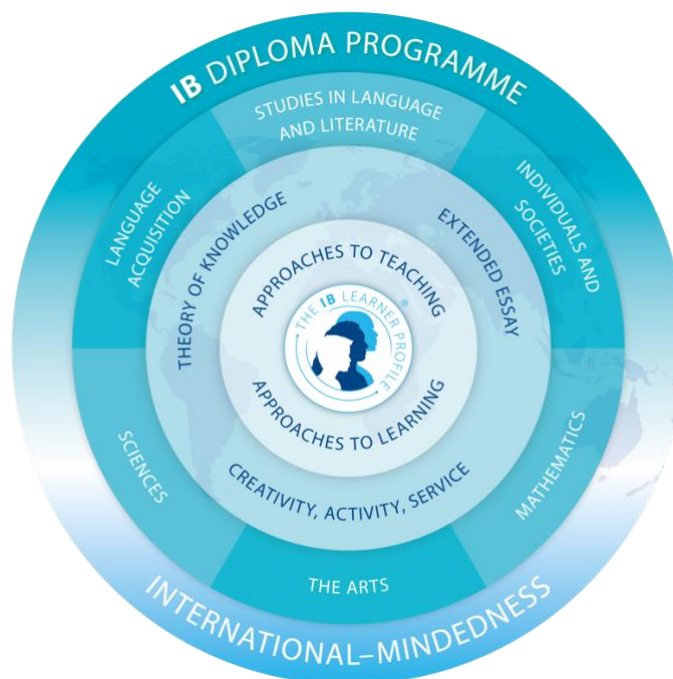 IB DIPLOMA PROGRAMME
STUDIES IN LANGUAGE
AND LITERATURE
LANGUAGE
ACQUISITION
INDIVIDUALS AND
SOCIETIES
THEORY OF KNOWLEDGE
EXTENDED ESSAY
APPROACHES TO TEACHING
THE IB LEARNER PROFILE
®
APPROACHES TO LEARNING
SCIENCES
MATHEMATICS
CREATIVITY, ACTIVITY, SERVICE
THE ARTS
INTERNATIONAL–MINDEDNESS